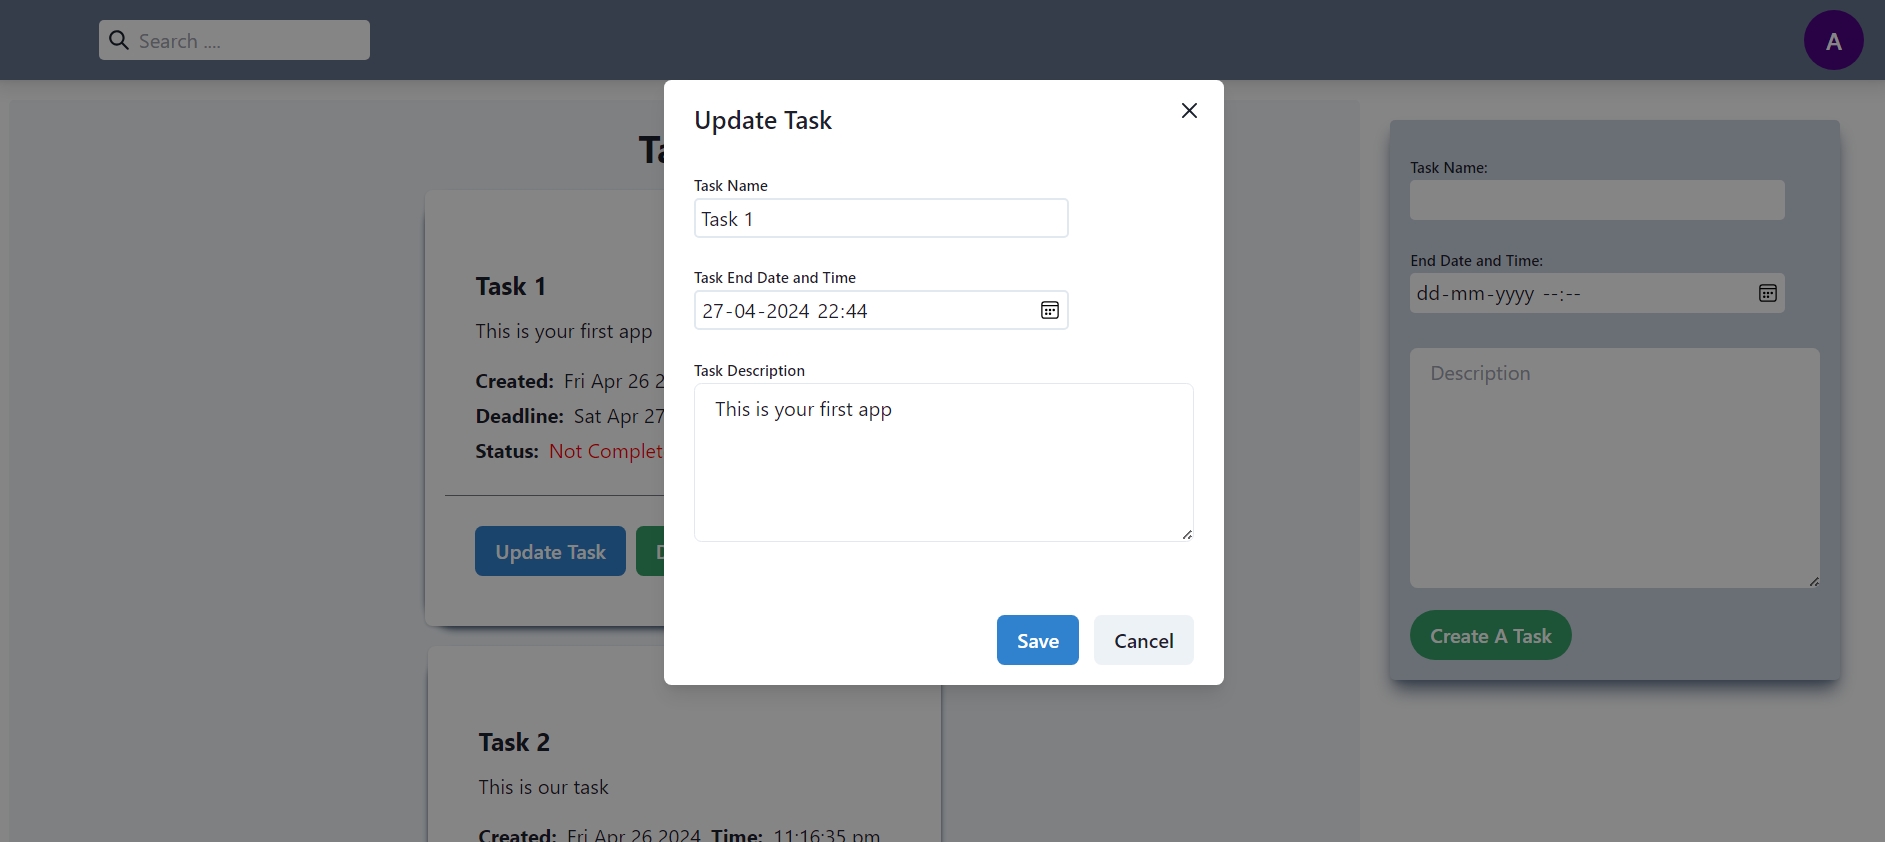 Search ....
A
Update Task
Task Name
Task 1
Task End Date and Time
27-04-2024 22:44
Task Description
This is your first app
Save
Cancel
Task 1
This is your first app
Created: Fri Apr 26 2
Deadline: Sat Apr 27
Status: Not Complet
Update Task
Task 2
This is our task
Created: Fri Apr 26 2024 Time: 11:16:35 pm
Task Name:
End Date and Time:
dd-mm-yyyy --:--
Description
Create A Task